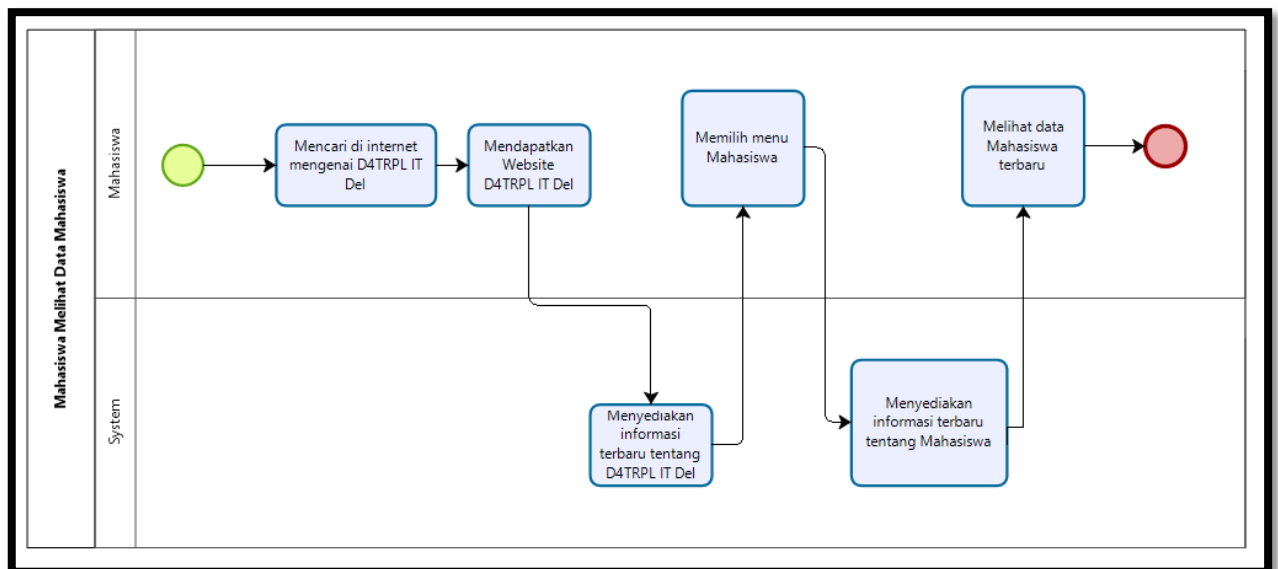 Mahasiswa Melihat Data Mahasiswa
Mahasiswa
Mencari di internet
mengenai D4TRPL IT
Del
Mendapatkan
Website
D4TRPL IT Del
Memilih menu
Mahasiswa
Melihat data
Mahasiswa
terbaru
System
Menyediakan
informasi
terbaru tentang
D4TRPL IT Del
Menyediakan
informasi terbaru
tentang Mahasiswa